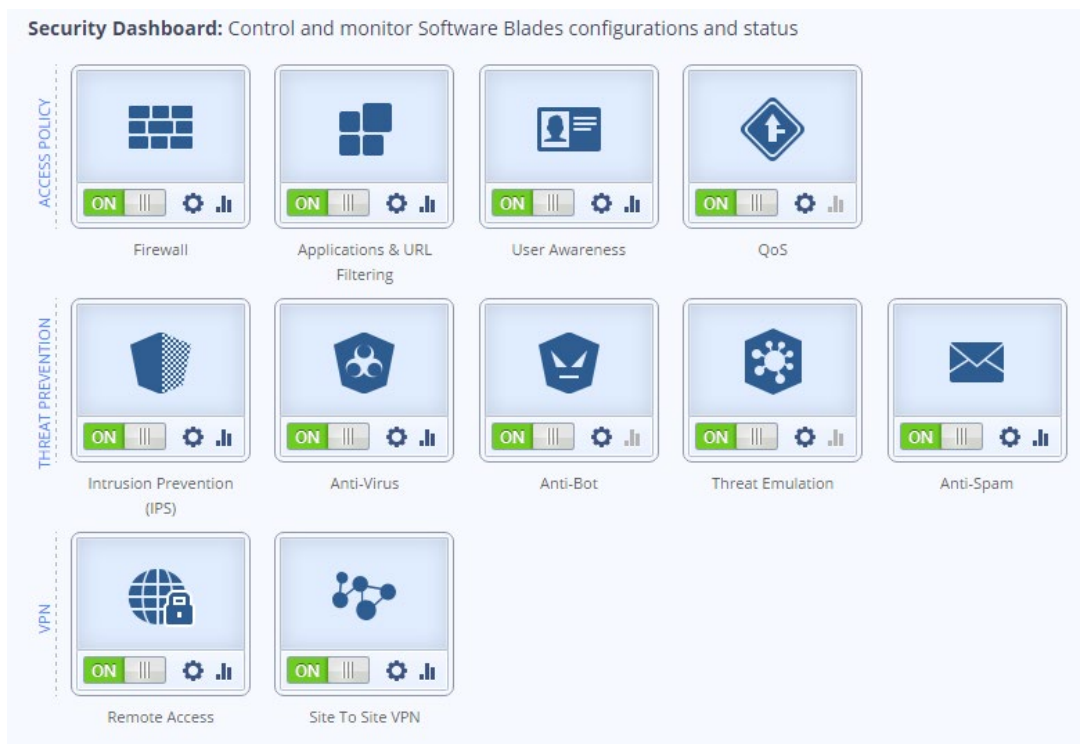 Security Dashboard: Control and monitor Software Blades configurations and status
ACCESS POLICY
ON ON ON ON
Firewall Applications & URL User Awareness QoS
Filtering
THREAT PREVENTION
ON ON ON ON ON
Intrusion Prevention Anti-Virus Anti-Bot Threat Emulation Anti-Spam
(IPS)
VPN
ON ON
Remote Access Site To Site VPN